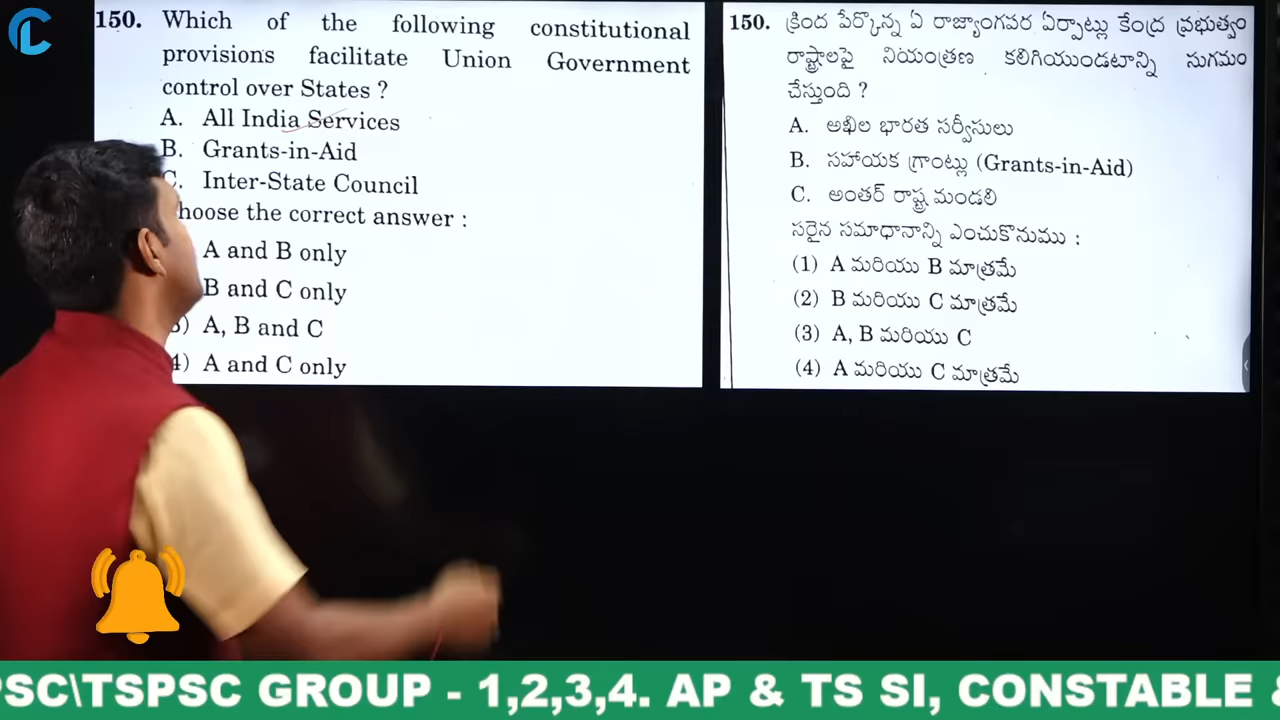 150. Which of the following constitutional
provisions facilitate Union Government
control over States ?
A. All India Services
B. Grants-in-Aid
C. Inter-State Council
hoose the correct answer :
A and B only
B and C only
3) A, B and C
4) A and C only
150. క్రింద పేర్కొన్న ఏ రాజ్యాంగపర ఏర్పాట్లు కేంద్ర ప్రభుత్వం
రాష్ట్రాలపై నియంత్రణ కలిగియుండటాన్ని సుగమం
చేస్తుంది ?
A. అఖిల భారత సర్వీసులు
B. సహాయక గ్రాంట్లు (Grants-in-Aid)
C. అంతర్ రాష్ట్ర మండలి
సరైన సమాధానాన్ని ఎంచుకొనుము :
(1) A మరియు B మాత్రమే
(2) B మరియు C మాత్రమే
(3) A, B మరియు C
(4) A మరియు C మాత్రమే
PSC\TSPSC GROUP - 1,2,3,4. AP & TS SI, CONSTABLE &